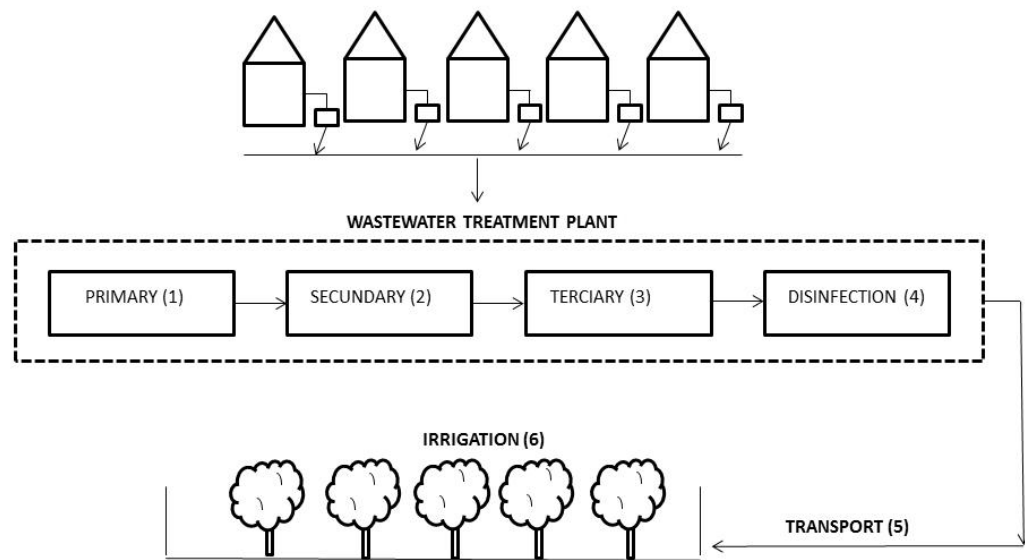 WASTEWATER TREATMENT PLANT
PRIMARY (1)
SECUNDARY (2)
TERCIARY (3)
DISINFECTION (4)
IRRIGATION (6)
TRANSPORT (5)